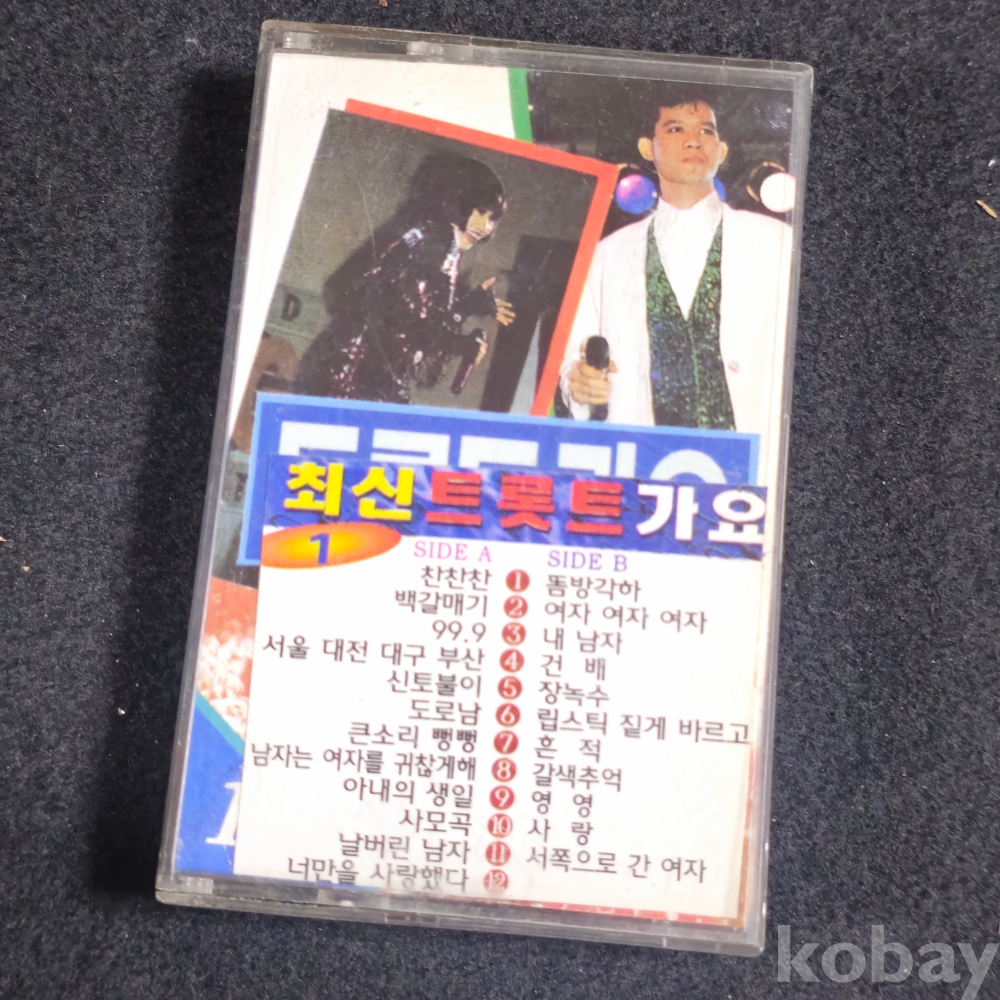 최신트롯트가요
1
SIDE A SIDE B
찬찬찬 1 돔방각하
백갈매기 2 여자 여자 여자
99.9 3 내 남자
서울 대전 대구 부산 4 건 배
신토불이 5 장녹수
도로남 6 립스틱 짙게 바르고
큰소리 뻥뻥 7 흔 적
남자는 여자를 귀찮게해 8 갈색추억
아내의 생일 9 영 영
사모곡 10 사 랑
날버린 남자 11 서쪽으로 간 여자
너만을 사랑했다 12
kobay